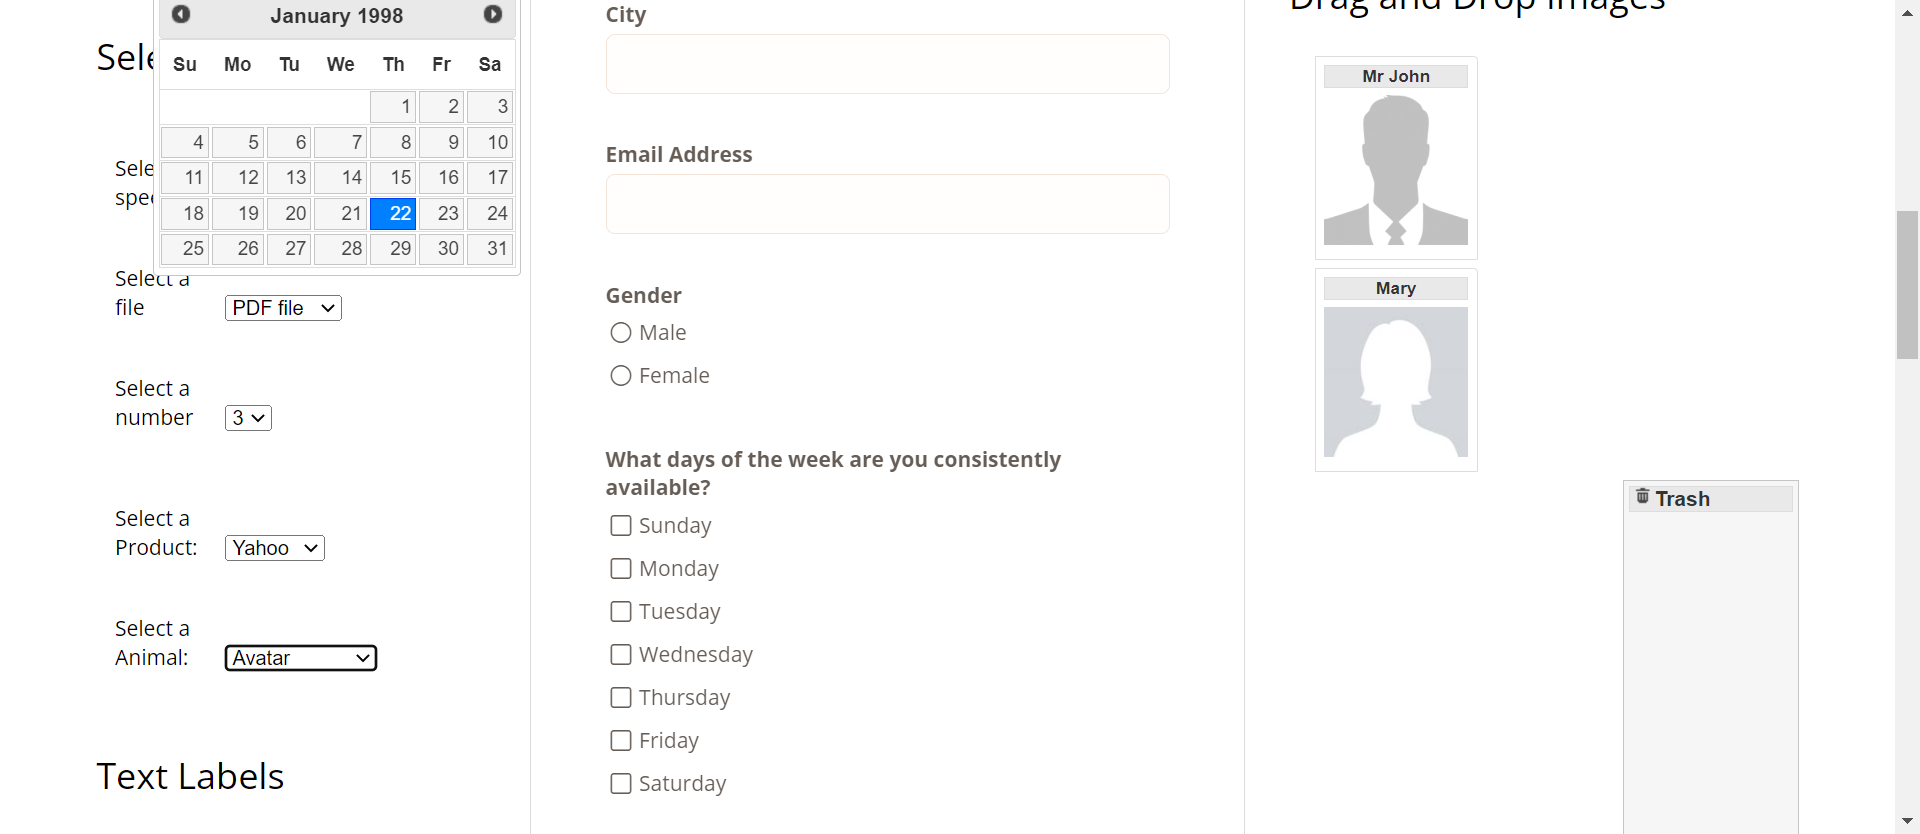 January 1998
Su Mo Tu We Th Fr Sa
1 2 3
4 5 6 7 8 9 10
11 12 13 14 15 16 17
18 19 20 21 22 23 24
25 26 27 28 29 30 31
Select a
file
PDF file
Select a
number
3
Select a
Product:
Yahoo
Select a
Animal:
Avatar
Text Labels
City
Email Address
Gender
Male
Female
What days of the week are you consistently
available?
Sunday
Monday
Tuesday
Wednesday
Thursday
Friday
Saturday
Drag and Drop Images
Mr John
Mary
Trash